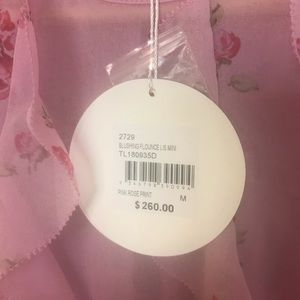 2729
BLUSHING FLOUNCE L/S MINI
TL180935D
PINK ROSE PRINT
M
$ 260.00